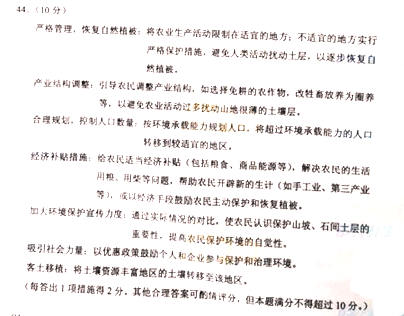 44.(10分)
严格管理,恢复自然植被:将农业生产活动限制在适宜的地方;不适宜的地方实行
严格保护措施,避免人类活动扰动土层,以逐步恢复自
然植被。
产业结构调整:引导农民调整产业结构,如选择免耕的农作物,改牲畜放养为圈养
等,以避免农业活动过多扰动山地很薄的土壤层。
合理规划,控制人口数量:按环境承载能力规划人口,将超过环境承载能力的人口
转移到较适宜的地区。
经济补贴措施:给农民适当经济补贴(包括粮食、商品能源等),解决农民的生活
用粮、用柴等问题,帮助农民开辟新的生计(如手工业、第三产业
等),或以经济手段鼓励农民主动保护和恢复植被。
加大环境保护宣传力度:通过实际情况的对比,使农民认识保护山坡、石间土层的
重要性,提高农民保护环境的自觉性。
吸引社会力量:以优惠政策鼓励个人和企业参与保护和治理环境。
客土移植:将土壤资源丰富地区的土壤转移至该地区。
(每答出1项措施得2分,其他合理答案可酌情评分,但本题满分不得超过10分。)